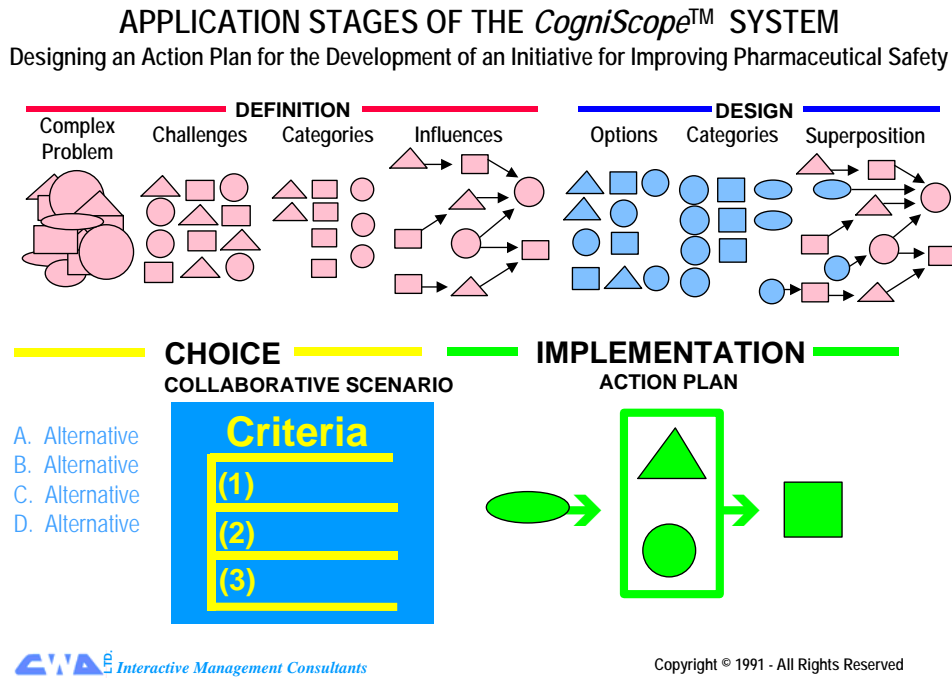 APPLICATION STAGES OF THE CogniScope™ SYSTEM
Designing an Action Plan for the Development of an Initiative for Improving Pharmaceutical Safety
DEFINITION
Complex
Problem
Challenges
Categories
Influences
DESIGN
Options
Categories
Superposition
CHOICE
COLLABORATIVE SCENARIO
A. Alternative
B. Alternative
C. Alternative
D. Alternative
Criteria
(1)
(2)
(3)
IMPLEMENTATION
ACTION PLAN
CWA LTD. Interactive Management Consultants
Copyright © 1991 - All Rights Reserved